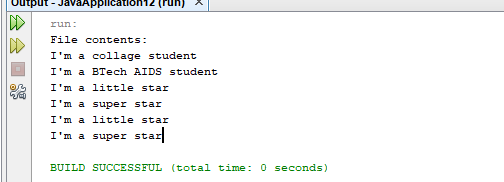 Output - JavaApplication12 (run)
run:
File contents:
I'm a collage student
I'm a BTech AIDS student
I'm a little star
I'm a super star
I'm a little star
I'm a super star
BUILD SUCCESSFUL (total time: 0 seconds)